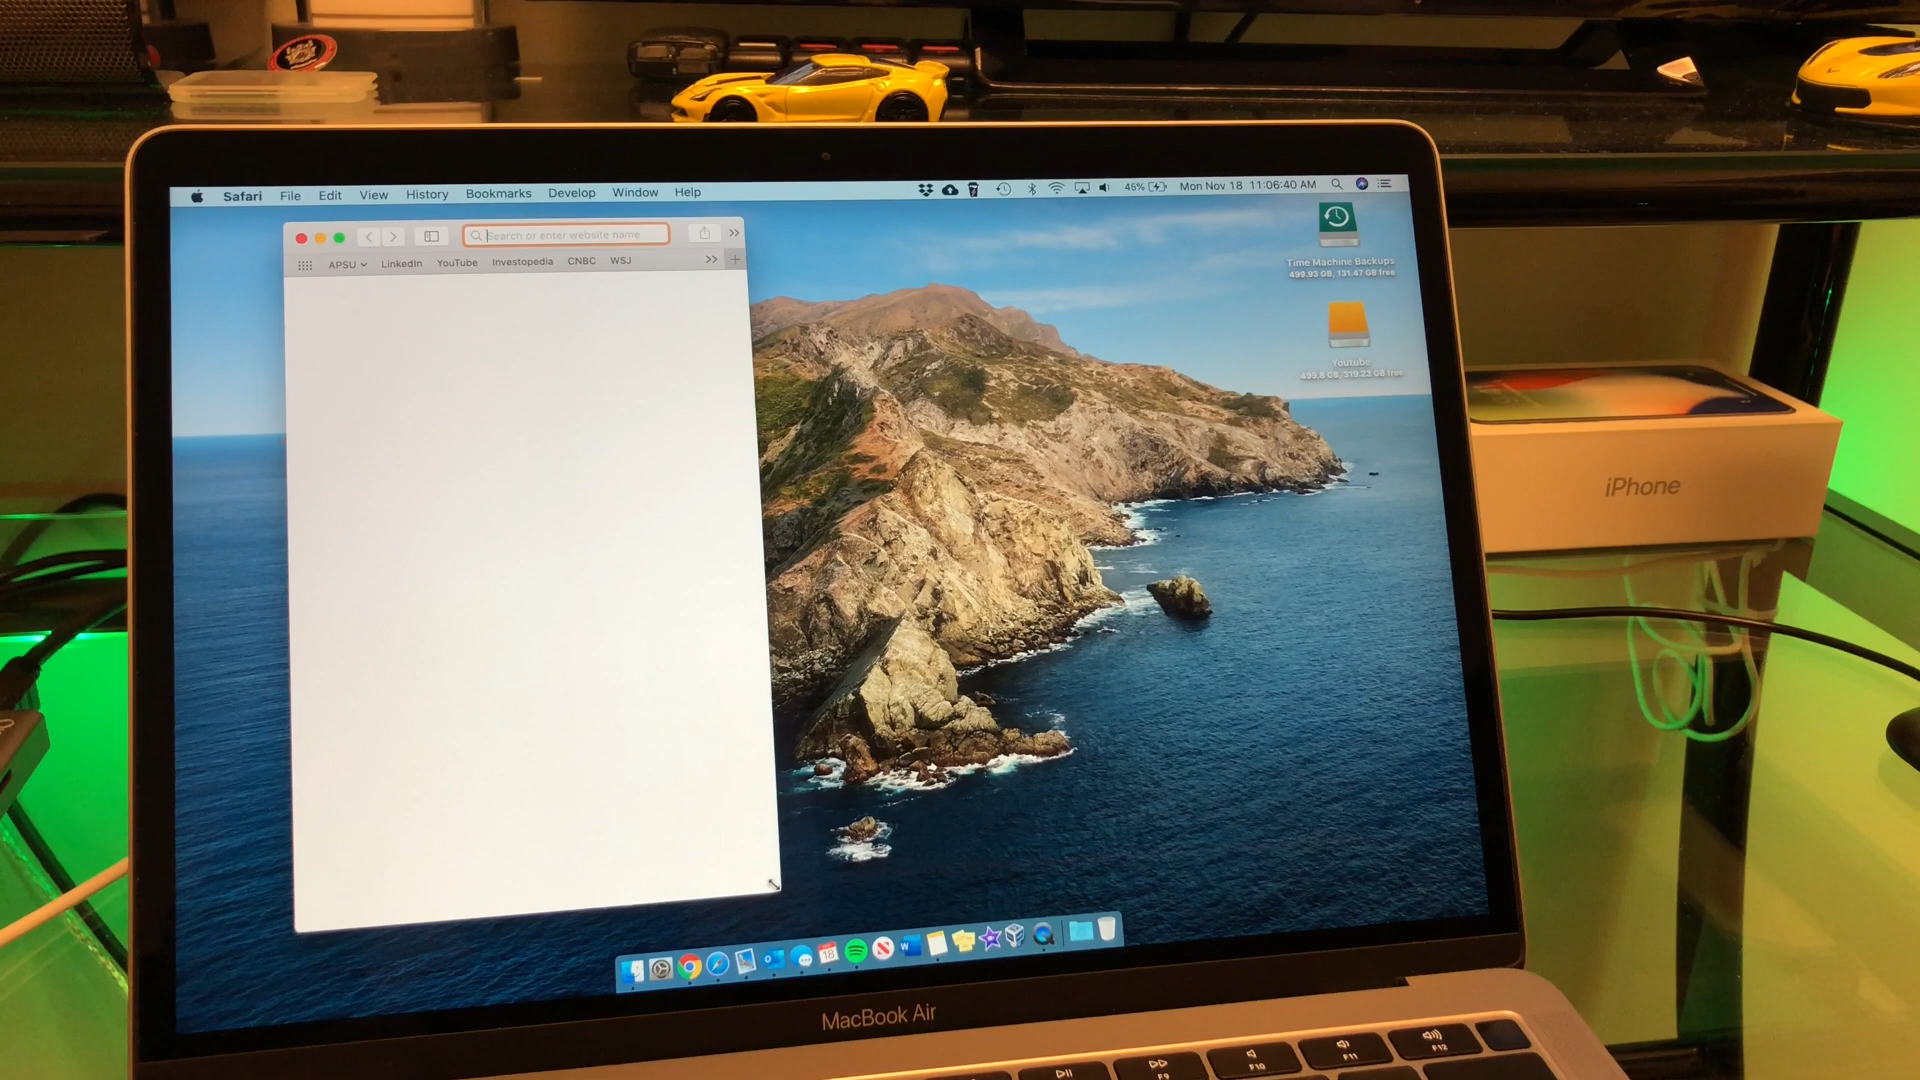 Safari File Edit View History Bookmarks Develop Window Help 45% Mon Nov 18 11:06:40 AM
Search or enter website name
APSU LinkedIn YouTube Investopedia CNBC WSJ
Time Machine Backups
499.93 GB, 131.47 GB free
Youtube
499.8 GB, 319.23 GB free
iPhone
18
MacBook Air
F9
F10
F11
F12